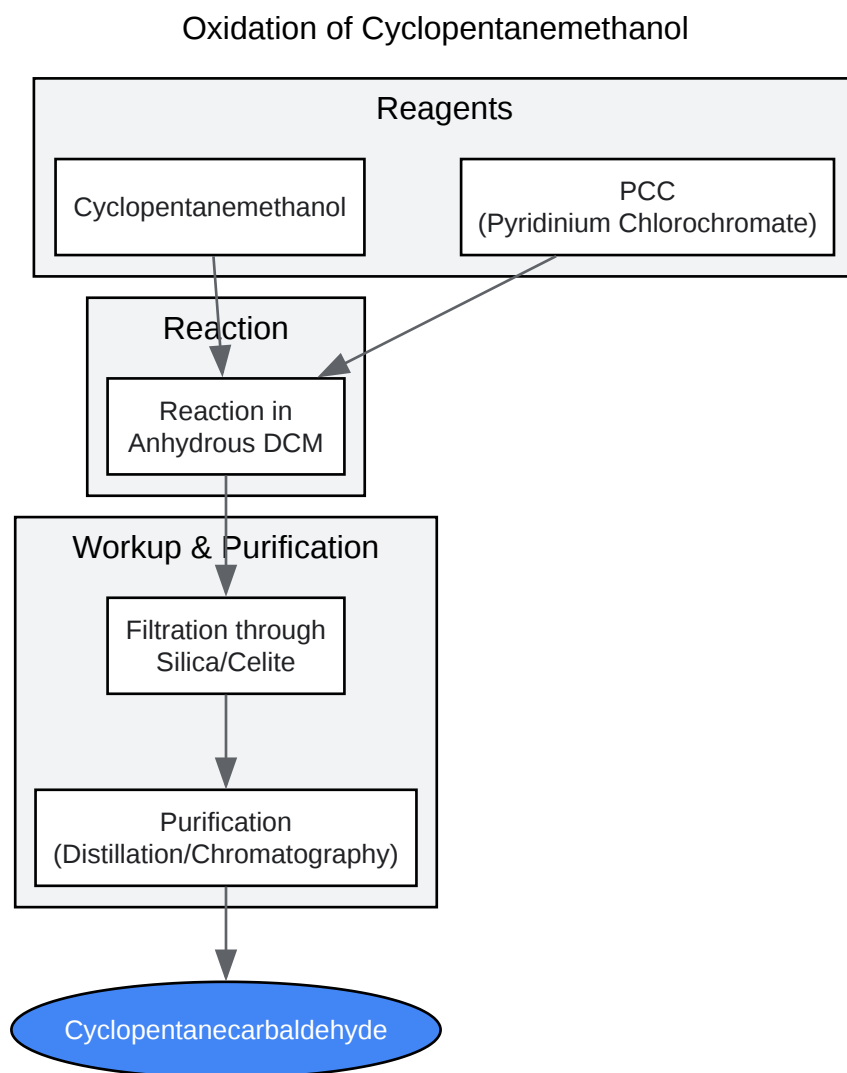 Oxidation of Cyclopentanemethanol
Reagents
Cyclopentanemethanol
PCC
(Pyridinium Chlorochromate)
Reaction
Reaction in
Anhydrous DCM
Workup & Purification
Filtration through
Silica/Celite
Purification
(Distillation/Chromatography)
Cyclopentanecarbaldehyde